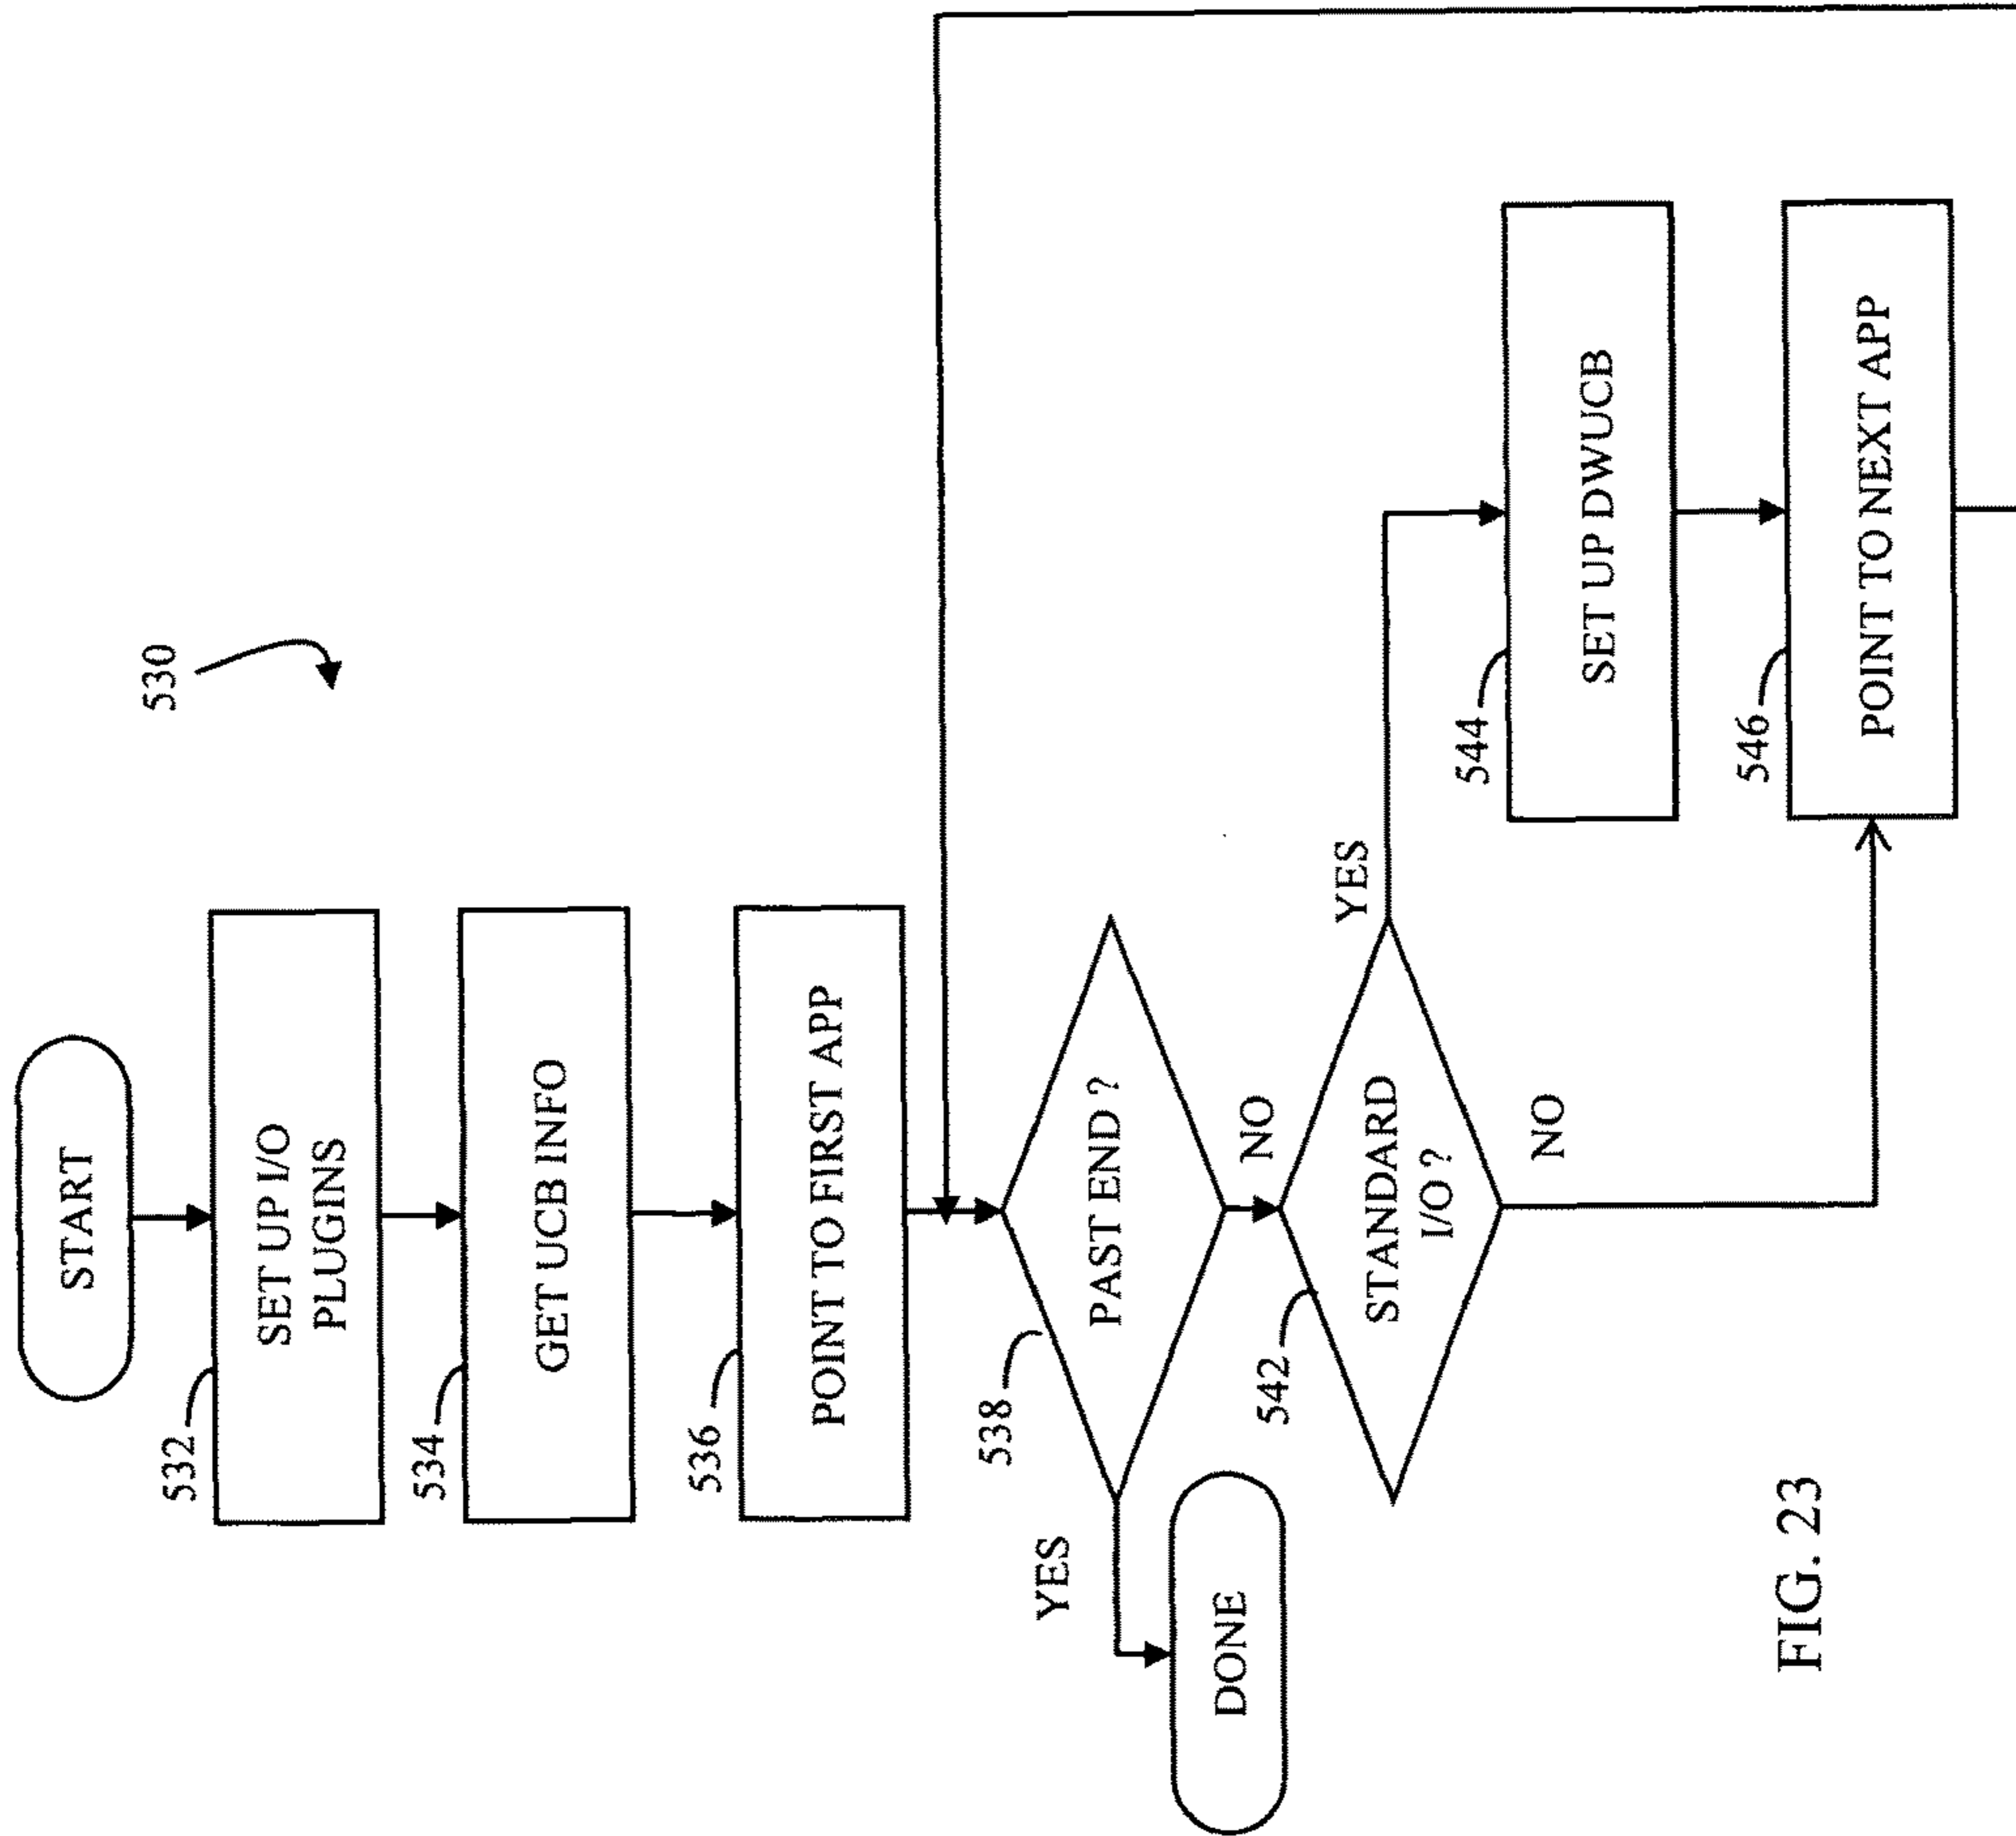 530
START
532
SET UP I/O
PLUGINS
534
GET UCB INFO
536
POINT TO FIRST APP
538
PAST END ?
YES
NO
DONE
542
STANDARD
I/O ?
YES
NO
544
SET UP DWUCB
546
POINT TO NEXT APP
FIG. 23